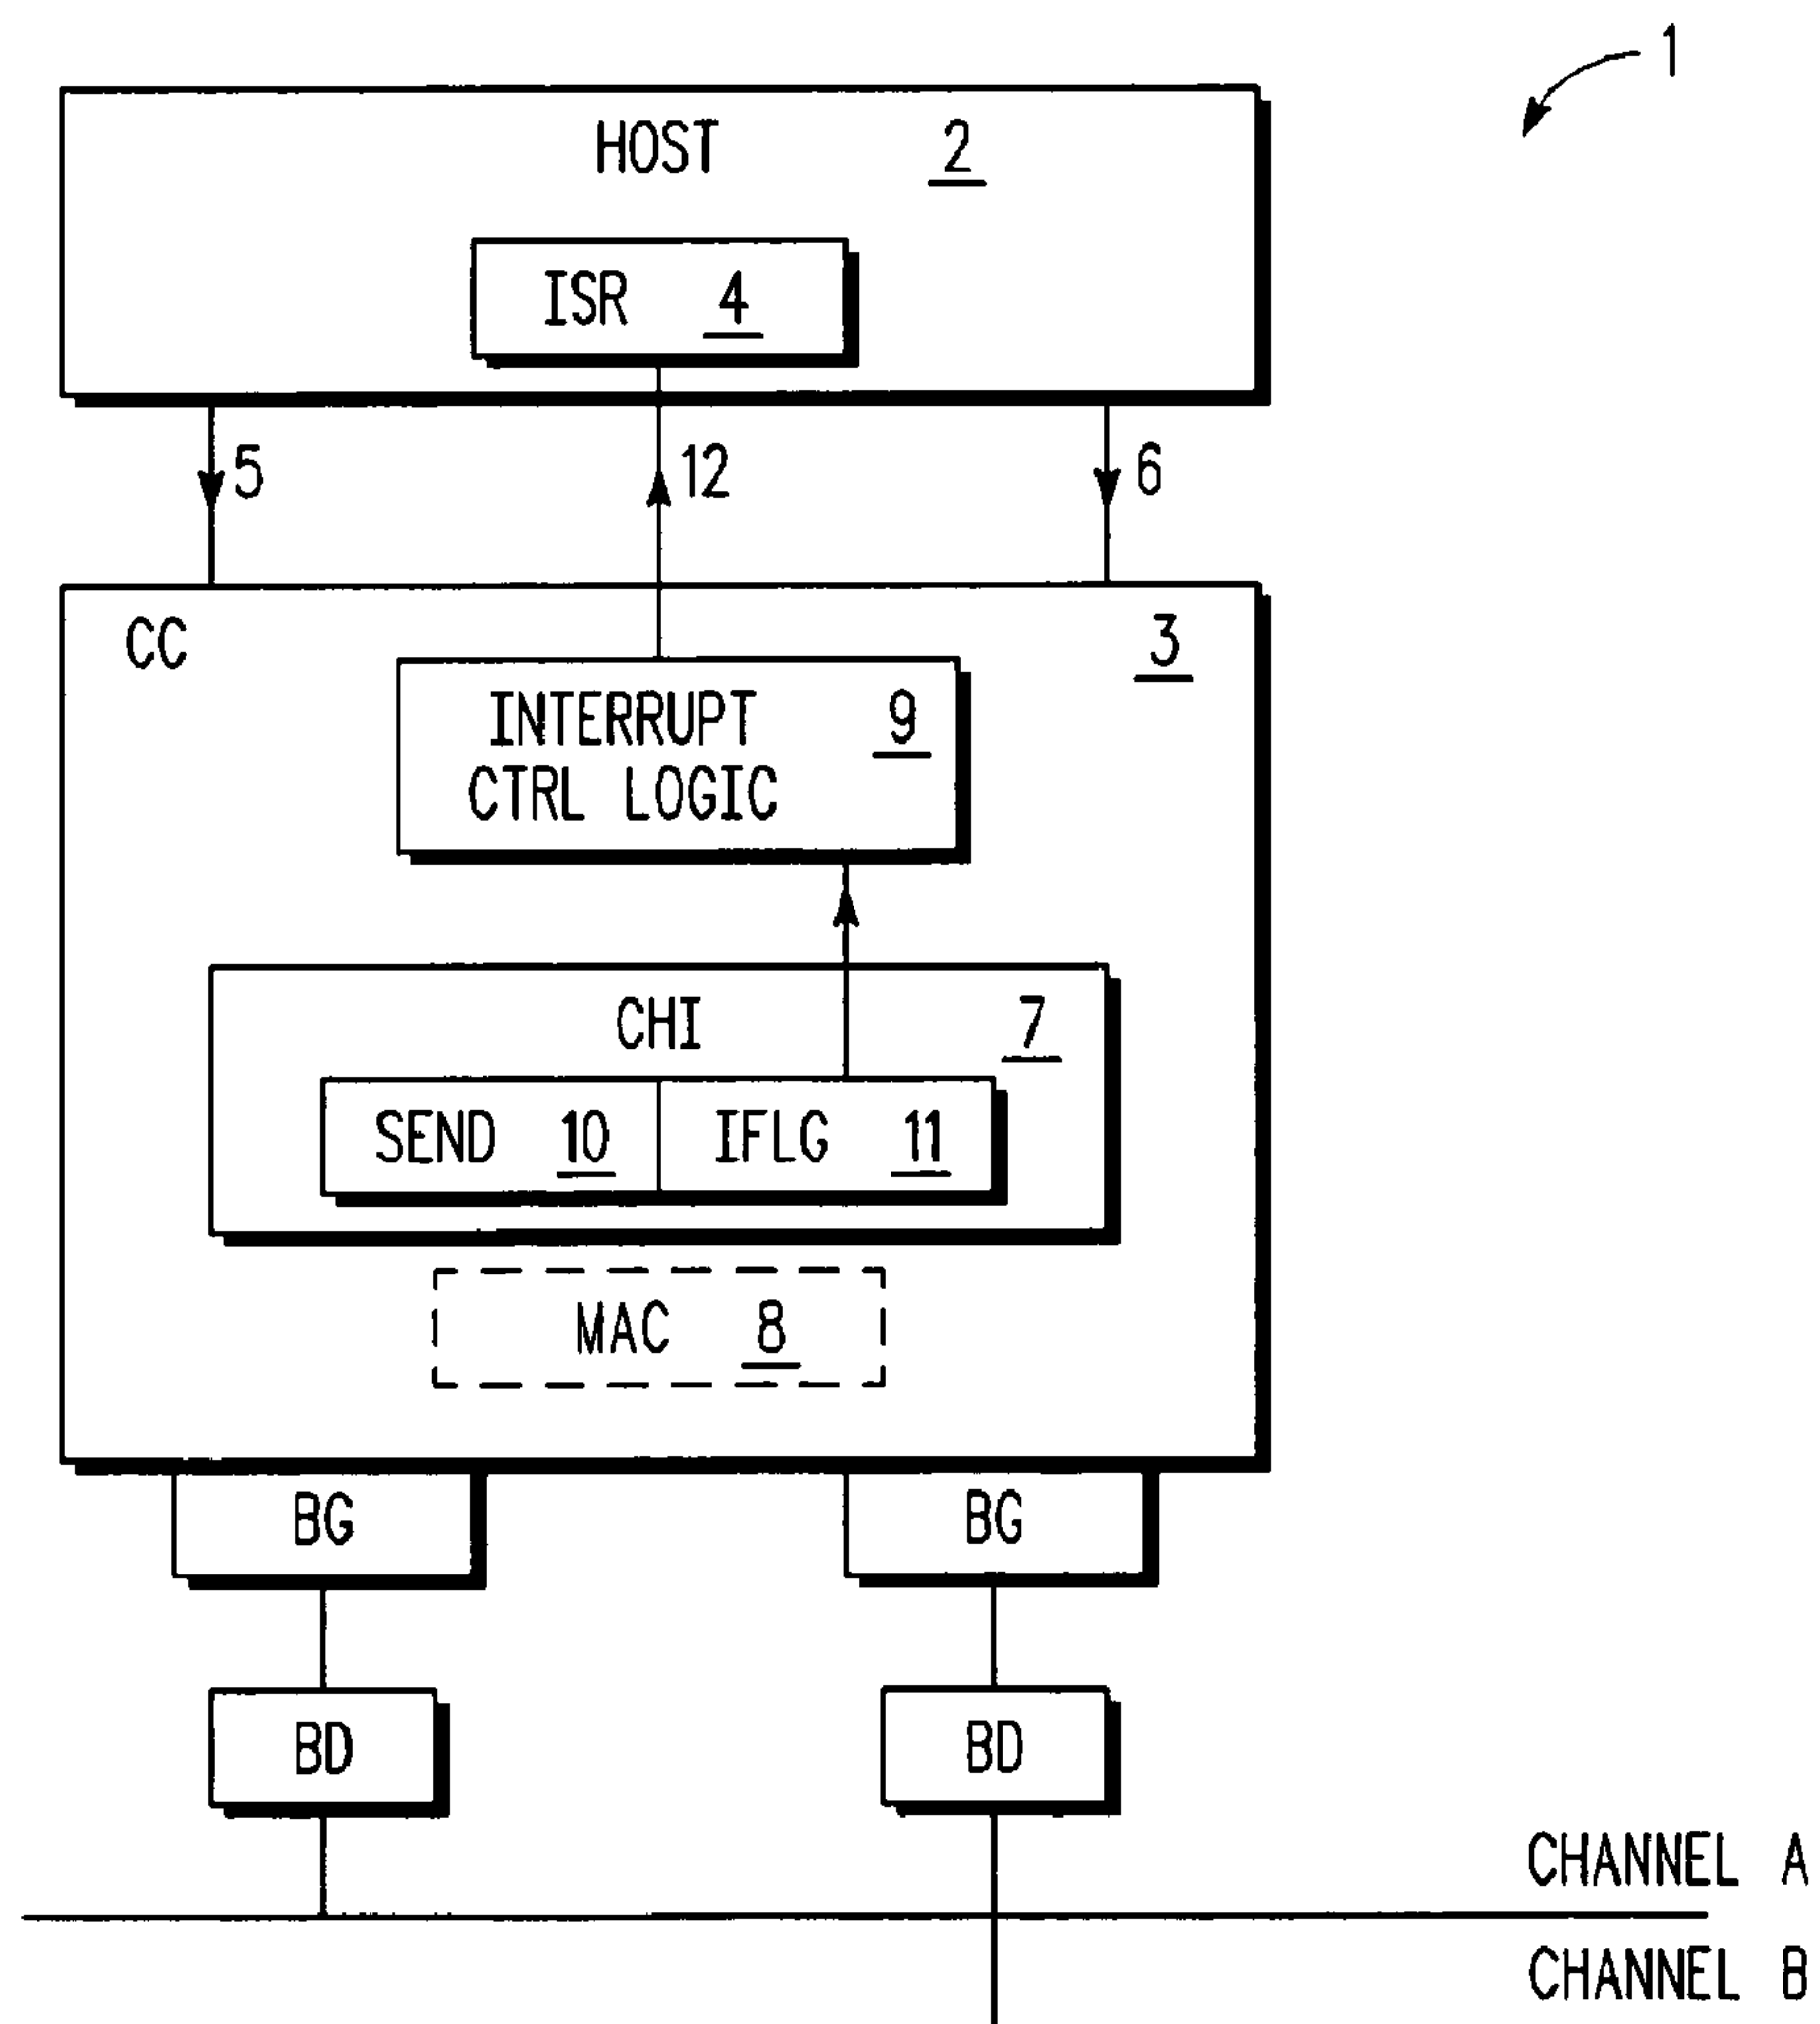 1
HOST 2
ISR 4
5 12 6
CC 3
INTERRUPT 9
CTRL LOGIC
CHI 7
SEND 10 IFLG 11
MAC 8
BG BG
BD BD
CHANNEL A
CHANNEL B